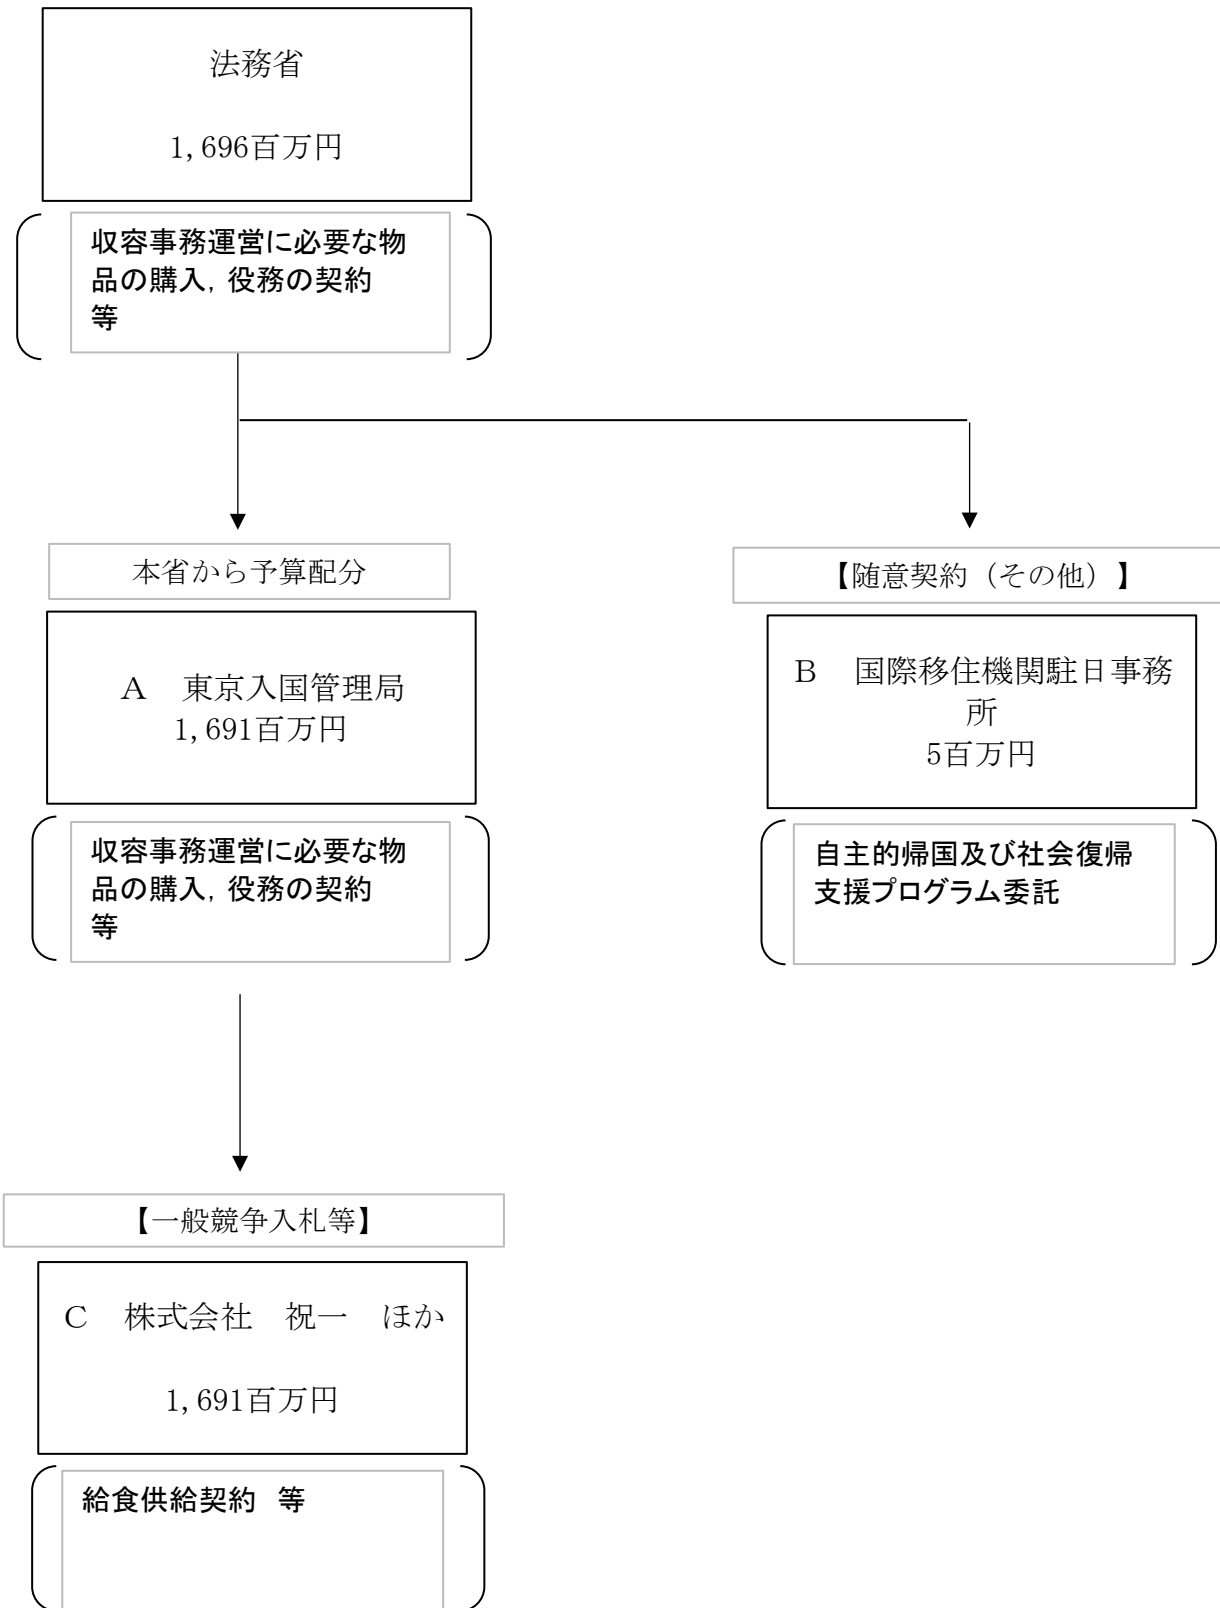 法務省
1,696百万円
収容事務運営に必要な物
品の購入，役務の契約
等
本省から予算配分
A　東京入国管理局
1,691百万円
収容事務運営に必要な物
品の購入，役務の契約
等
【随意契約（その他）】
B　国際移住機関駐日事務
所
5百万円
自主的帰国及び社会復帰
支援プログラム委託
【一般競争入札等】
C　株式会社　祝一　ほか
1,691百万円
給食供給契約　等